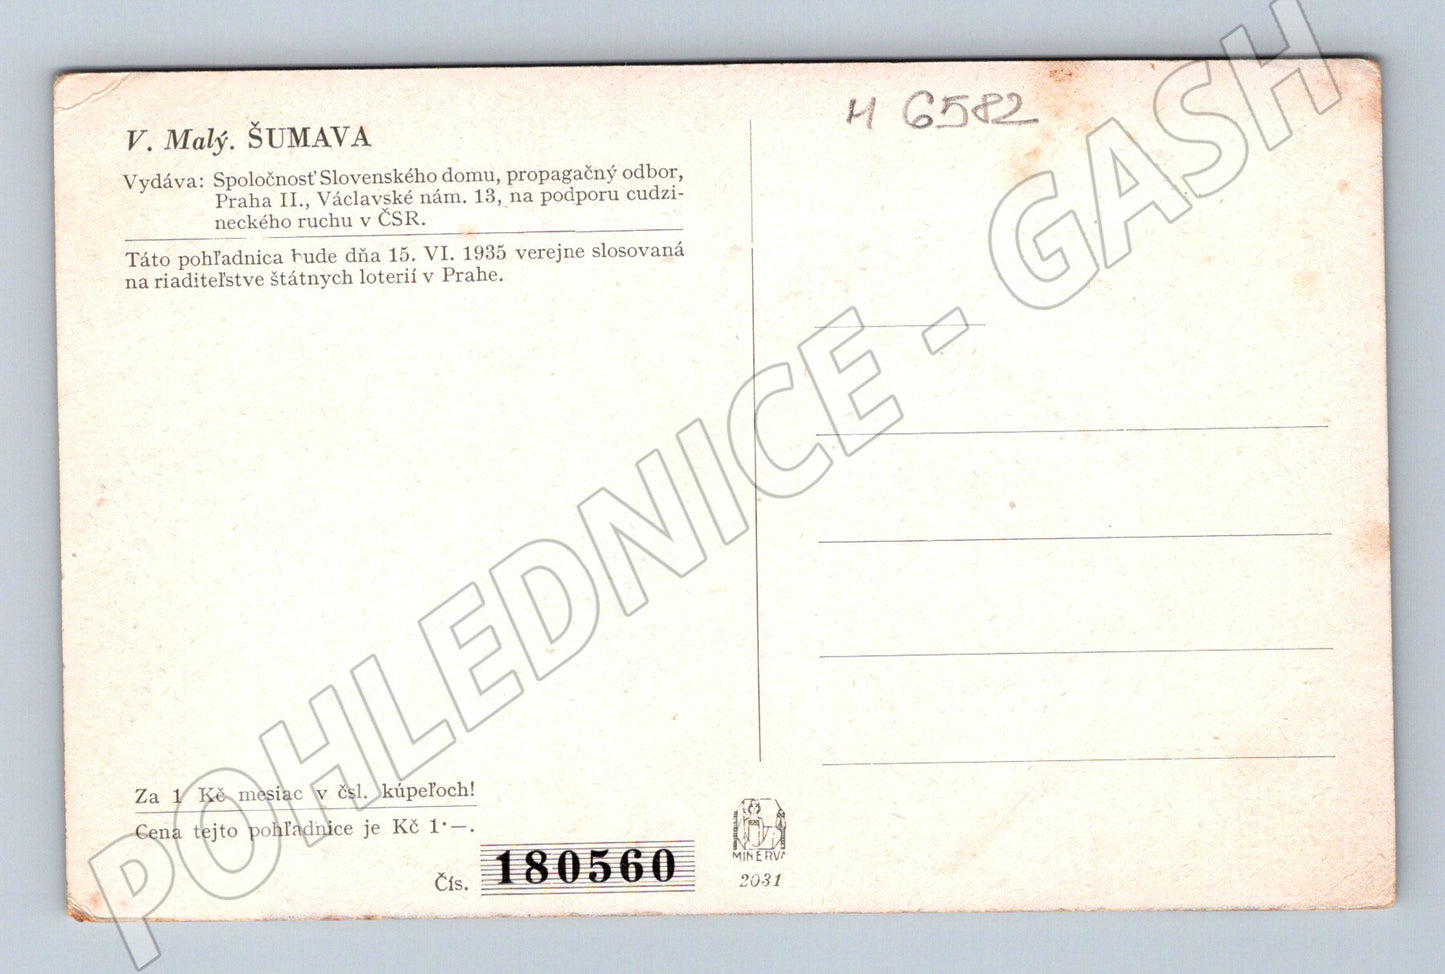 V. Malý. ŠUMAVA
Vydáva: Spoločnosť Slovenského domu, propagačný odbor,
Praha II., Václavské nám. 13, na podporu cudzi-
neckého ruchu v ČSR.
Táto pohľadnica bude dňa 15. VI. 1935 verejne slosovaná
na riaditeľstve štátnych loterií v Prahe.
H 6582
POHLEDNICE - GASH
Za 1 Kč mesiac v čsl. kúpeľoch!
Cena tejto pohľadnice je Kč 1·—.
Čís. 180560
MINERVA
2031